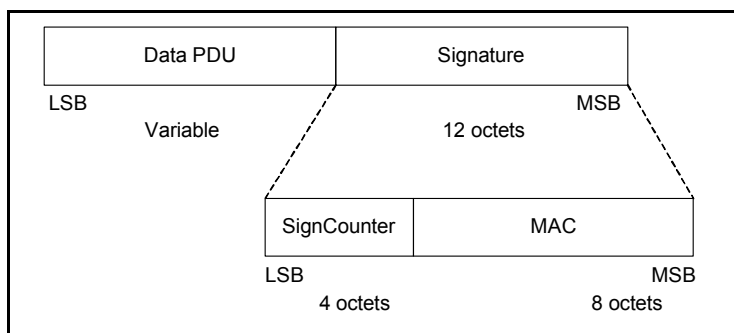 Data PDU Signature
LSB MSB
Variable 12 octets
SignCounter MAC
LSB MSB
4 octets 8 octets